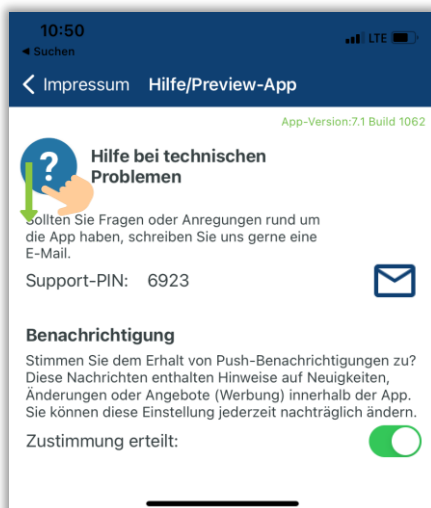 10:50
LTE
◀ Suchen
Impressum Hilfe/Preview-App
App-Version:7.1 Build 1062
?
Hilfe bei technischen
Problemen
Sollten Sie Fragen oder Anregungen rund um
die App haben, schreiben Sie uns gerne eine
E-Mail.
Support-PIN: 6923
Benachrichtigung
Stimmen Sie dem Erhalt von Push-Benachrichtigungen zu?
Diese Nachrichten enthalten Hinweise auf Neuigkeiten,
Änderungen oder Angebote (Werbung) innerhalb der App.
Sie können diese Einstellung jederzeit nachträglich ändern.
Zustimmung erteilt: